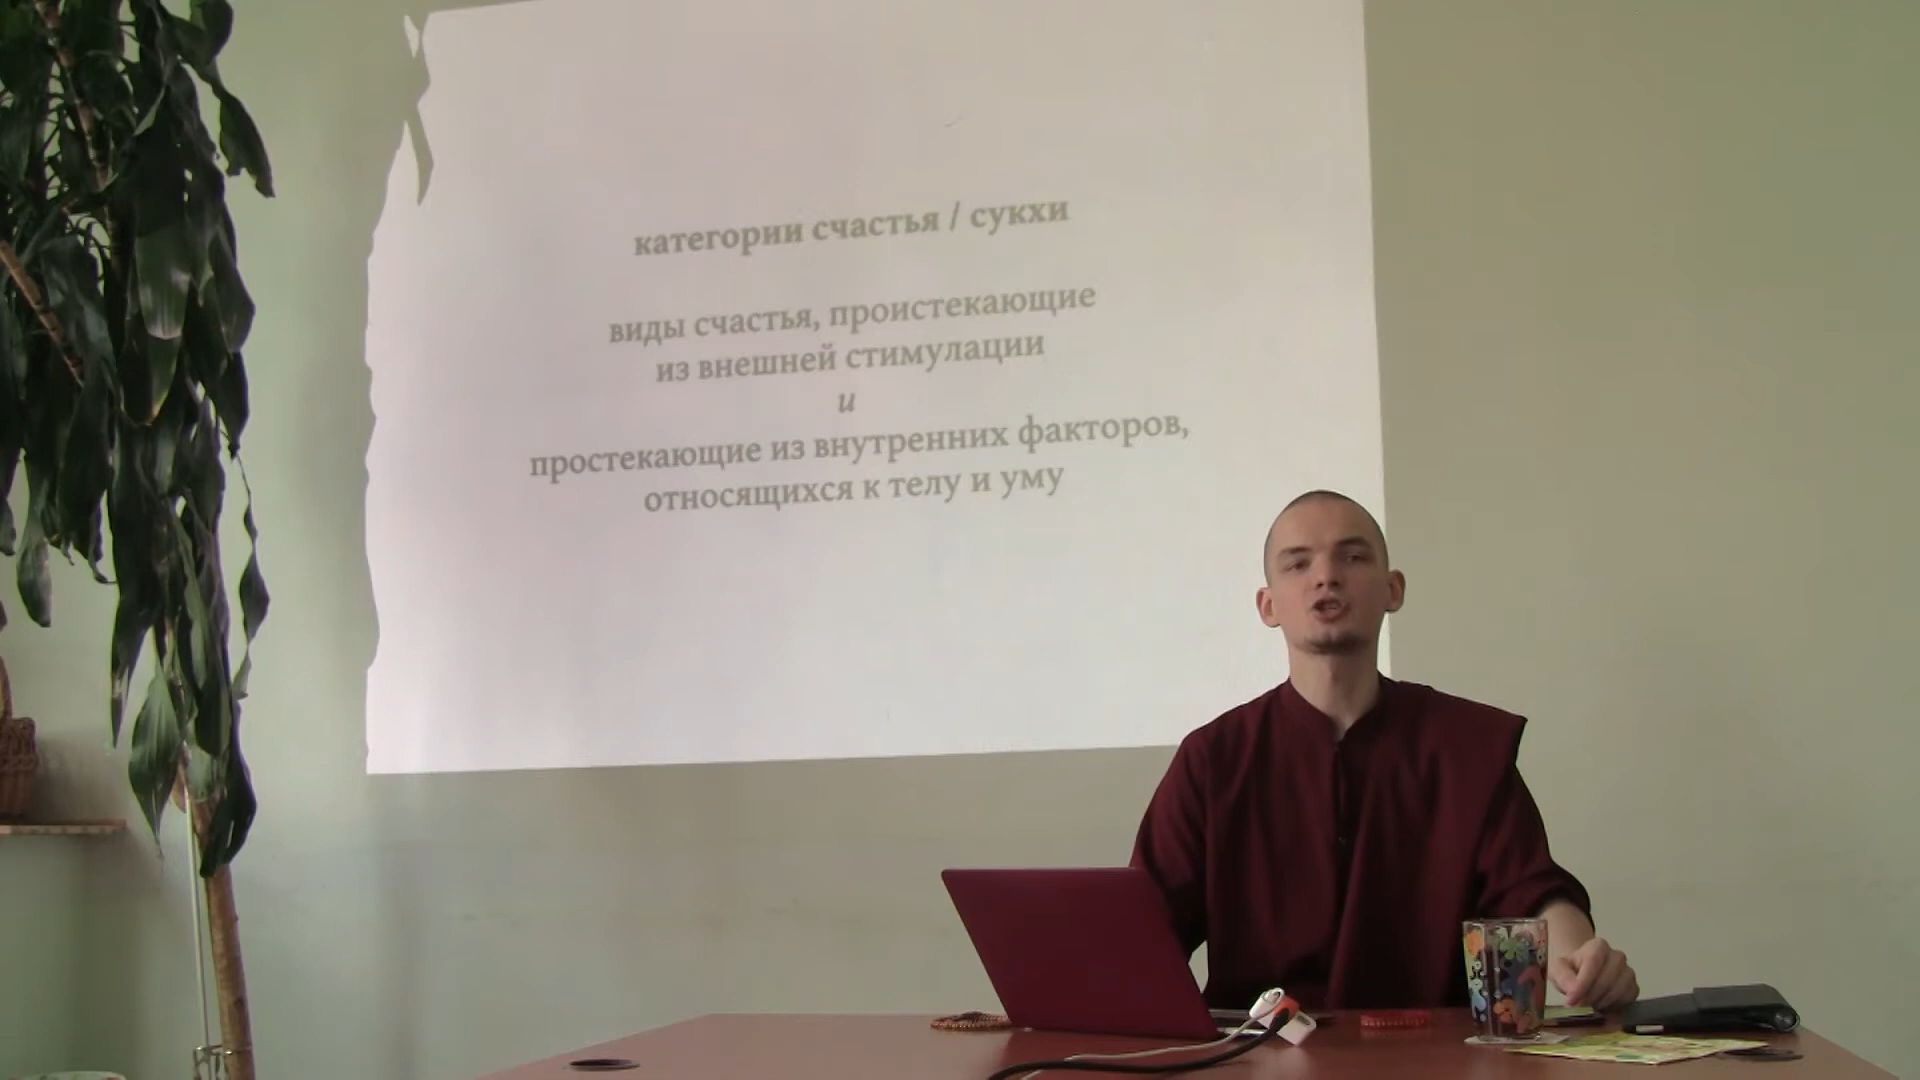 категории счастья / сукхи
виды счастья, проистекающие
из внешней стимуляции
и
простекающие из внутренних факторов,
относящихся к телу и уму